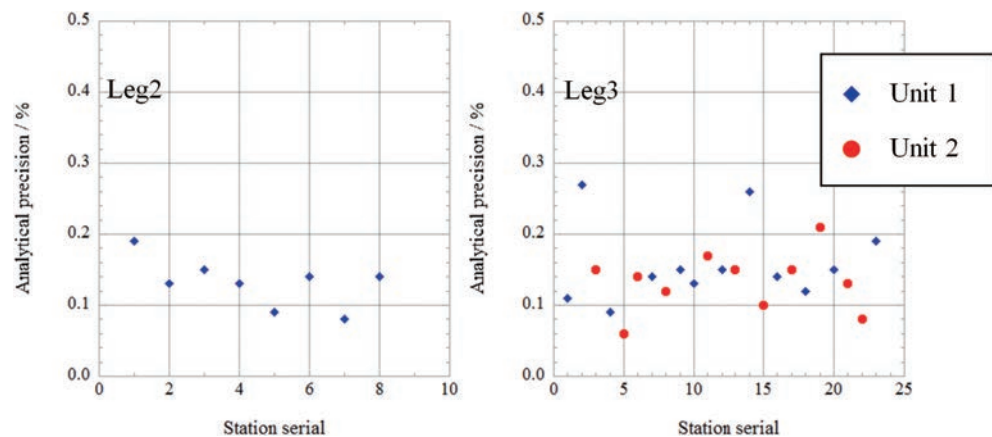 0.5
0.4
0.3
0.2
0.1
0.0
0 2 4 6 8 10
Analytical precision / %
Station serial
Leg2
0.5
0.4
0.3
0.2
0.1
0.0
0 5 10 15 20 25
Analytical precision / %
Station serial
Leg3
Unit 1
Unit 2